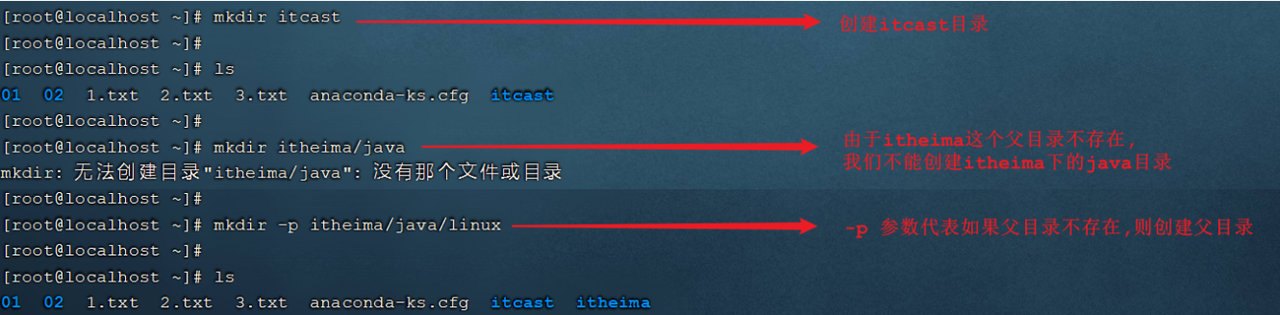 [root@localhost ~]# mkdir itcast
创建itcast目录
[root@localhost ~]#
[root@localhost ~]# ls
01 02 1.txt 2.txt 3.txt anaconda-ks.cfg itcast
[root@localhost ~]#
[root@localhost ~]# mkdir itheima/java
由于itheima这个父目录不存在,
我们不能创建itheima下的java目录
mkdir: 无法创建目录"itheima/java": 没有那个文件或目录
[root@localhost ~]#
[root@localhost ~]# mkdir -p itheima/java/linux
-p 参数代表如果父目录不存在,则创建父目录
[root@localhost ~]#
[root@localhost ~]# ls
01 02 1.txt 2.txt 3.txt anaconda-ks.cfg itcast itheima